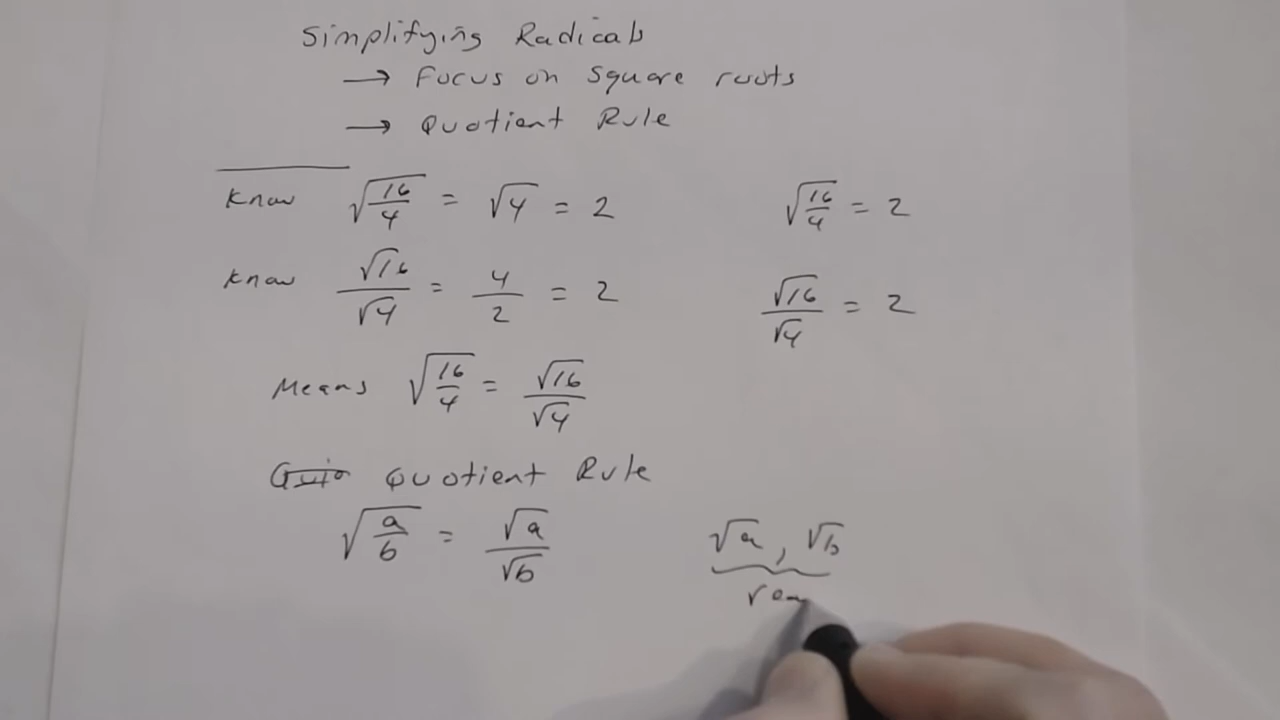 Simplifying Radicals
→ Focus on square roots
→ Quotient Rule
Know √(16/4) = √4 = 2
√(16/4) = 2
Know √16/√4 = 4/2 = 2
√16/√4 = 2
Means √(16/4) = √16/√4
Quotient Rule
√(a/b) = √a/√b
√a, √b